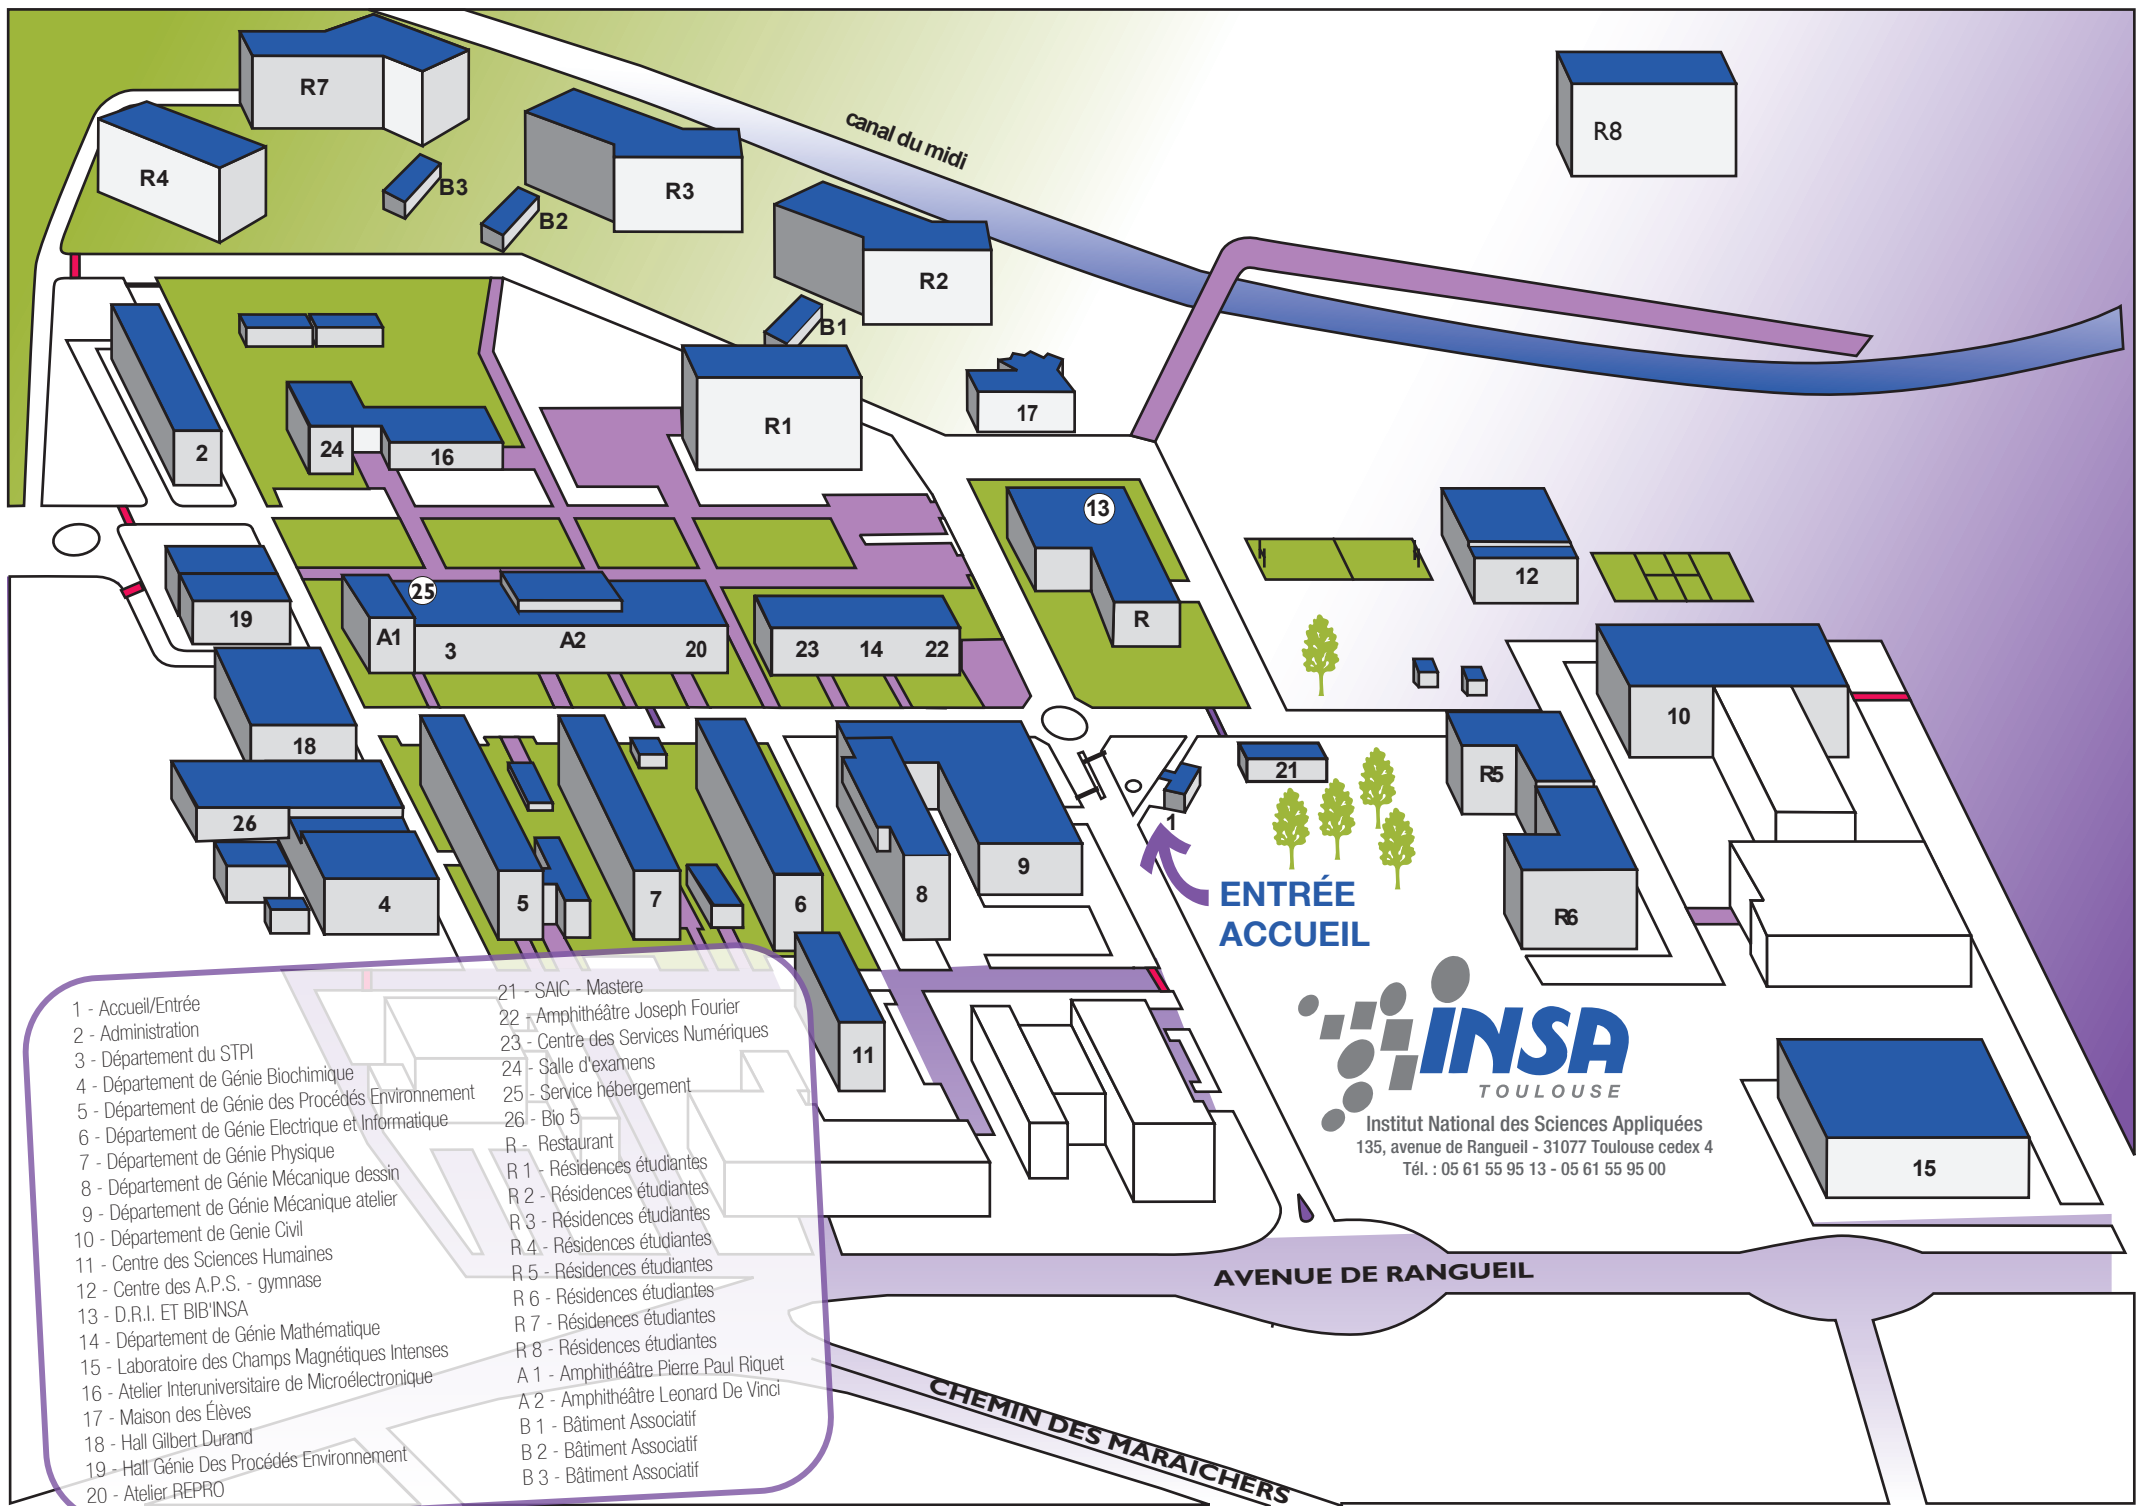 R7
R8
canal du midi
R4
B3
R3
B2
R2
B1
17
R1
2
24
16
13
12
25
19
A1
3
A2
20
23
14
22
R
10
18
21
R5
1
26
9
4
5
7
6
8
ENTRÉE
ACCUEIL
R6
11
INSA
TOULOUSE
Institut National des Sciences Appliquées
135, avenue de Rangueil - 31077 Toulouse cedex 4
Tél. : 05 61 55 95 13 - 05 61 55 95 00
15
AVENUE DE RANGUEIL
CHEMIN DES MARAICHERS
1 - Accueil/Entrée
2 - Administration
3 - Département du STPI
4 - Département de Génie Biochimique
5 - Département de Génie des Procédés Environnement
6 - Département de Génie Electrique et Informatique
7 - Département de Génie Physique
8 - Département de Génie Mécanique dessin
9 - Département de Génie Mécanique atelier
10 - Département de Genie Civil
11 - Centre des Sciences Humaines
12 - Centre des A.P.S. - gymnase
13 - D.R.I. ET BIB'INSA
14 - Département de Génie Mathématique
15 - Laboratoire des Champs Magnétiques Intenses
16 - Atelier Interuniversitaire de Microélectronique
17 - Maison des Élèves
18 - Hall Gilbert Durand
19 - Hall Génie Des Procédés Environnement
20 - Atelier REPRO
21 - SAIC - Mastere
22 - Amphithéâtre Joseph Fourier
23 - Centre des Services Numériques
24 - Salle d'examens
25 - Service hébergement
26 - Bio 5
R - Restaurant
R 1 - Résidences étudiantes
R 2 - Résidences étudiantes
R 3 - Résidences étudiantes
R 4 - Résidences étudiantes
R 5 - Résidences étudiantes
R 6 - Résidences étudiantes
R 7 - Résidences étudiantes
R 8 - Résidences étudiantes
A 1 - Amphithéâtre Pierre Paul Riquet
A 2 - Amphithéâtre Leonard De Vinci
B 1 - Bâtiment Associatif
B 2 - Bâtiment Associatif
B 3 - Bâtiment Associatif